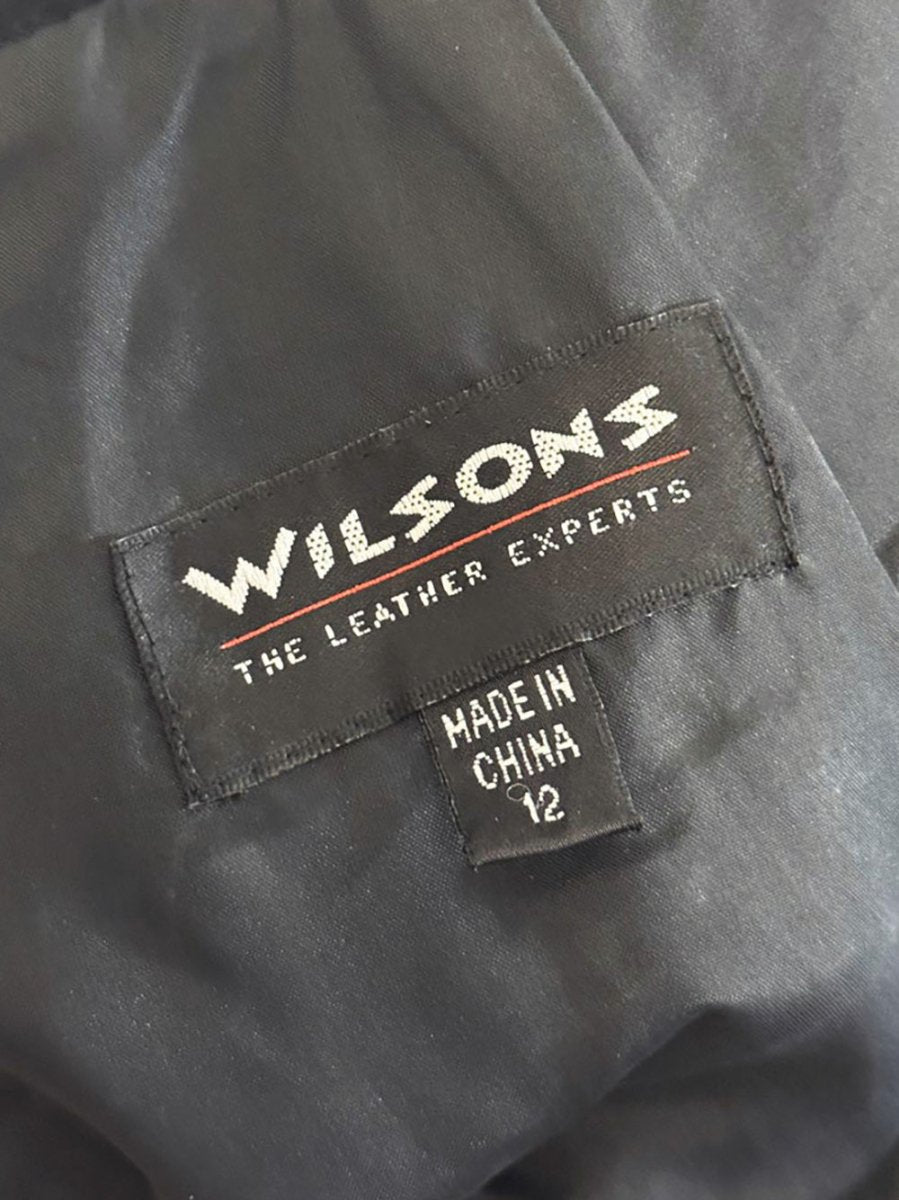 WILSONS
THE LEATHER EXPERTS
MADE IN
CHINA
12